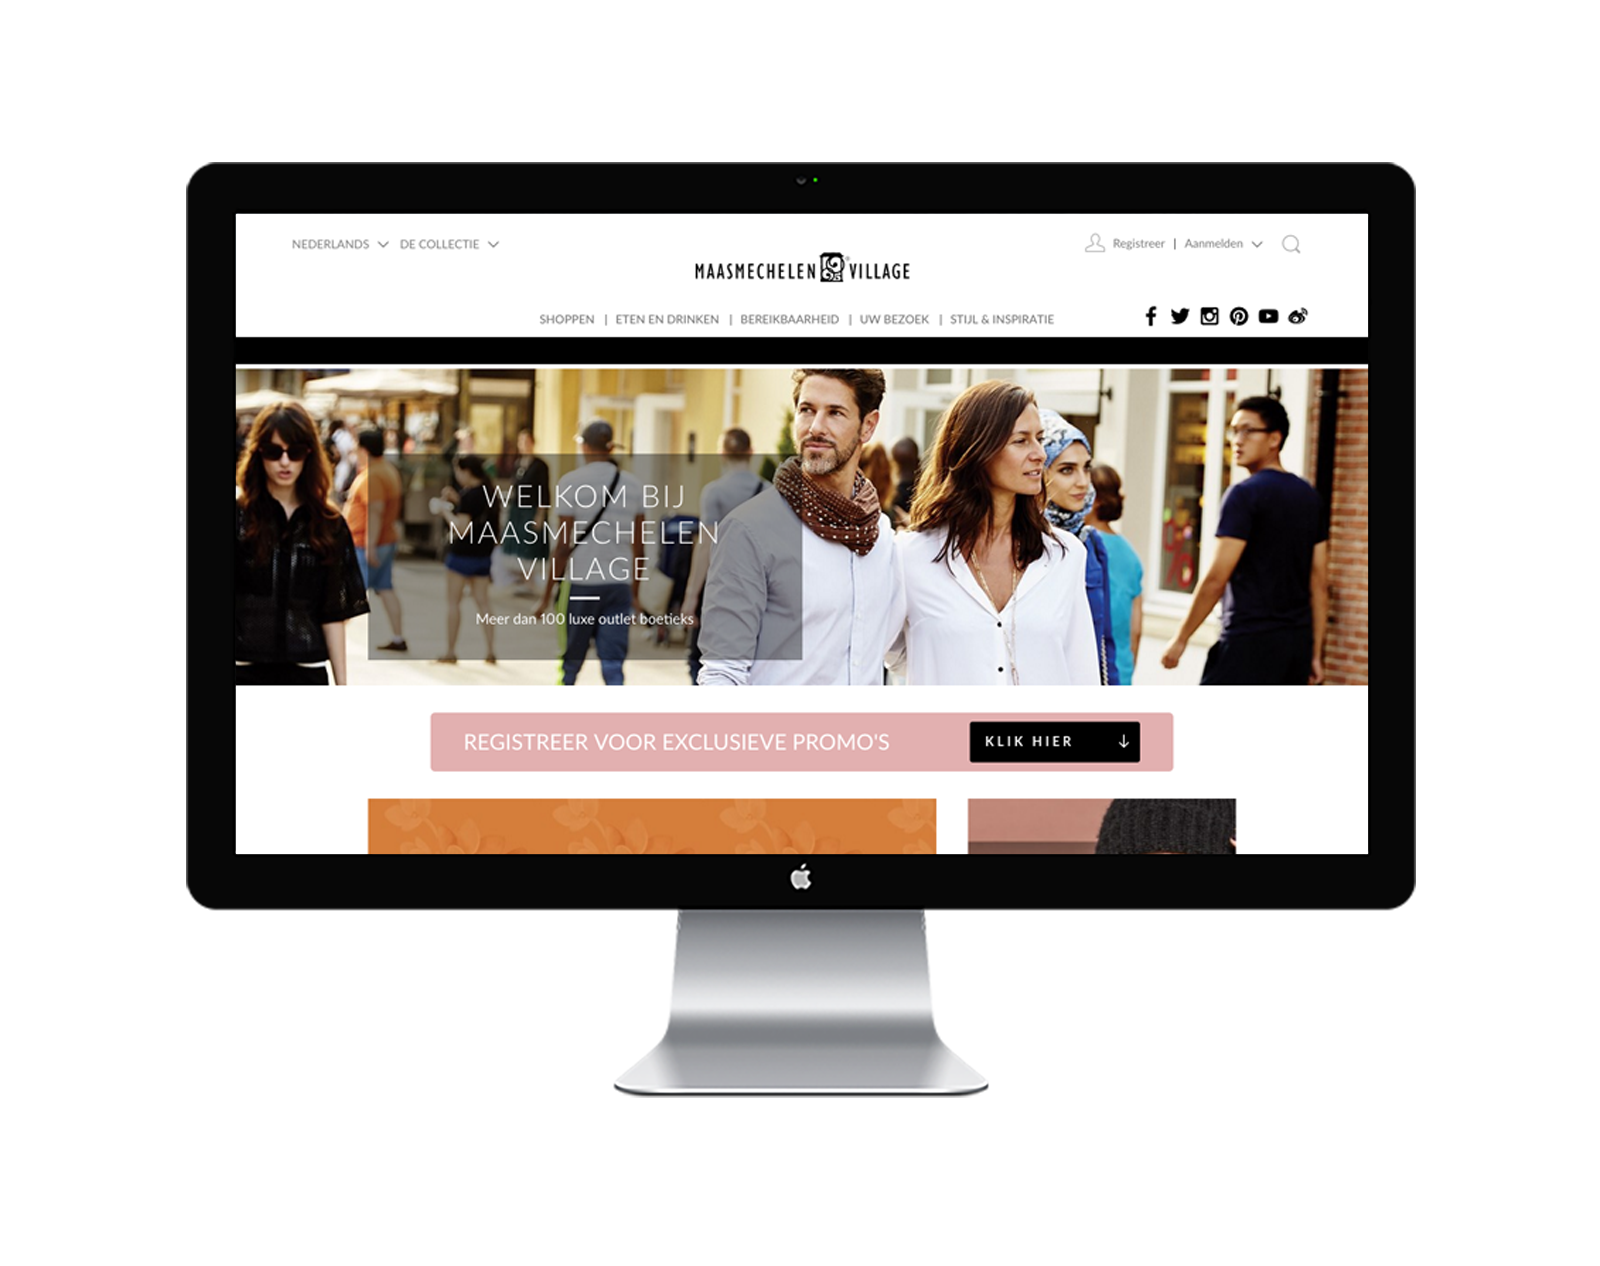 NEDERLANDS DE COLLECTIE
Registreer | Aanmelden
MAASMECHELEN VILLAGE
SHOPPEN | ETEN EN DRINKEN | BEREIKBAARHEID | UW BEZOEK | STIJL & INSPIRATIE
WELKOM BIJ
MAASMECHELEN
VILLAGE
Meer dan 100 luxe outlet boetieks
REGISTREER VOOR EXCLUSIEVE PROMO'S
KLIK HIER